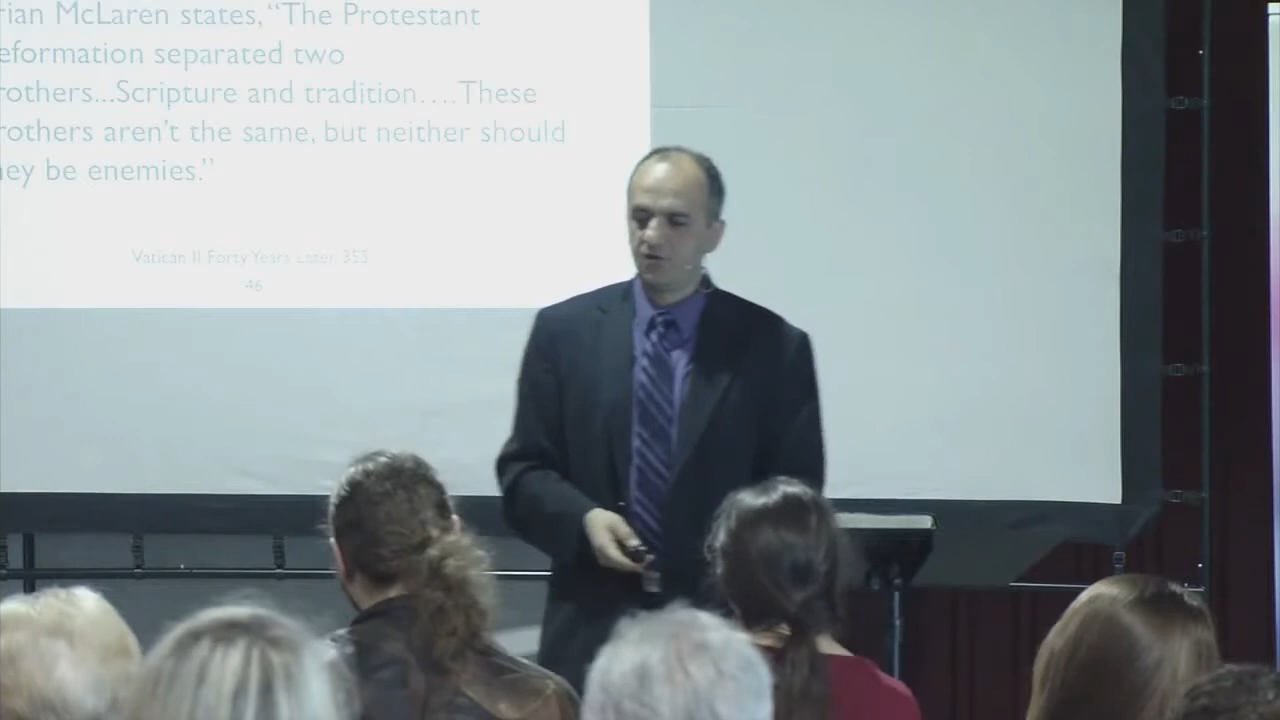 rian McLaren states, “The Protestant
eformation separated two
rothers...Scripture and tradition....These
rothers aren't the same, but neither should
ey be enemies.”
Vatican II Forty Years Later, 353
46